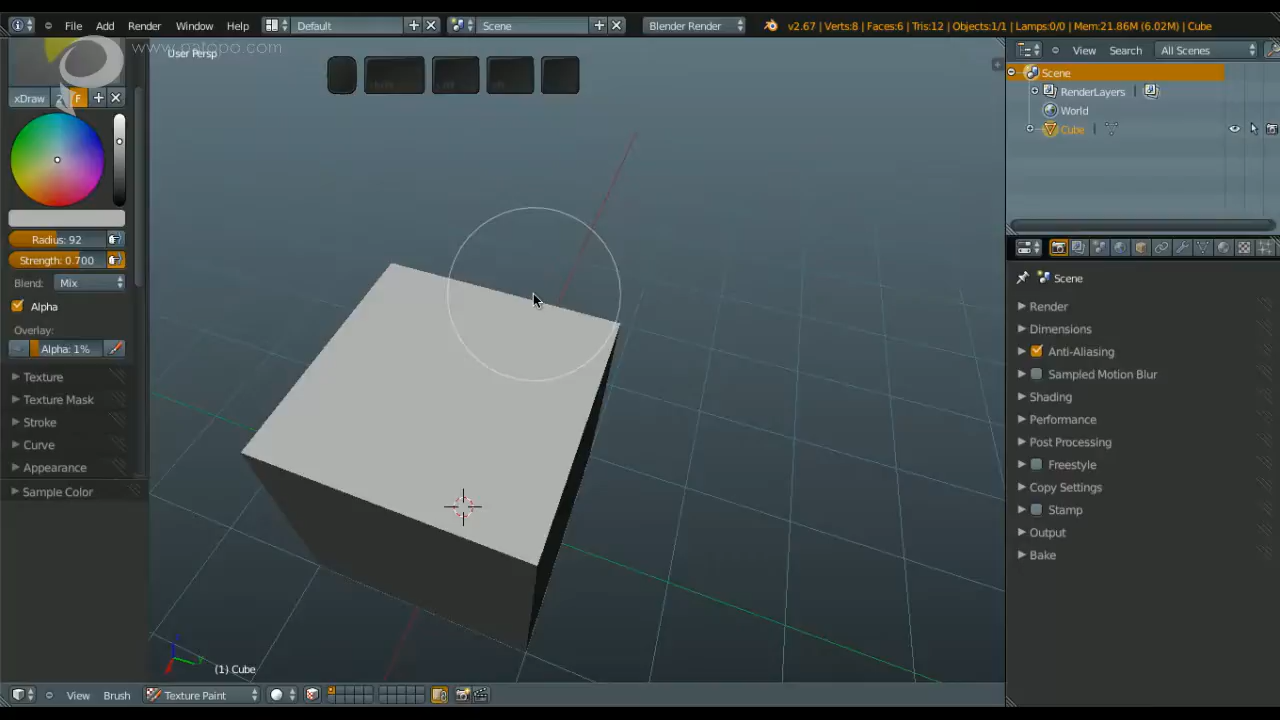 File Add Render Window Help Default Scene Blender Render v2.67 | Verts:8 | Faces:6 | Tris:12 | Objects:1/1 | Lamps:0/0 | Mem:21.86M (6.02M) | Cube
www.patopo.com
User Persp
View Search All Scenes
Scene
RenderLayers
World
Cube
xDraw 2 F
Radius: 92
Strength: 0.700
Blend: Mix
Alpha
Overlay:
Alpha: 1%
Texture
Texture Mask
Stroke
Curve
Appearance
Sample Color
Scene
Render
Dimensions
Anti-Aliasing
Sampled Motion Blur
Shading
Performance
Post Processing
Freestyle
Copy Settings
Stamp
Output
Bake
(1) Cube
View Brush Texture Paint